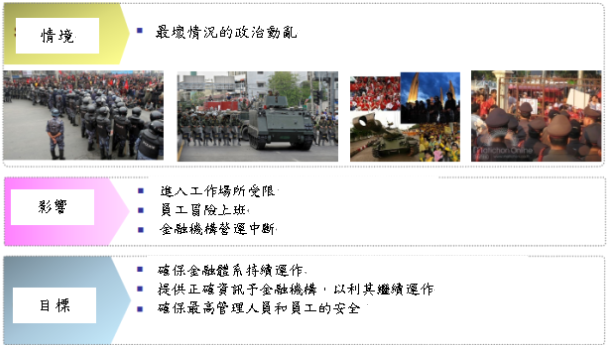 情境
最壞情況的政治動亂
Matichon Online
影響
進入工作場所受限
員工冒險上班
金融機構營運中斷
目標
確保金融體系持續運作
提供正確資訊予金融機構,以利其繼續運作
確保最高管理人員和員工的安全